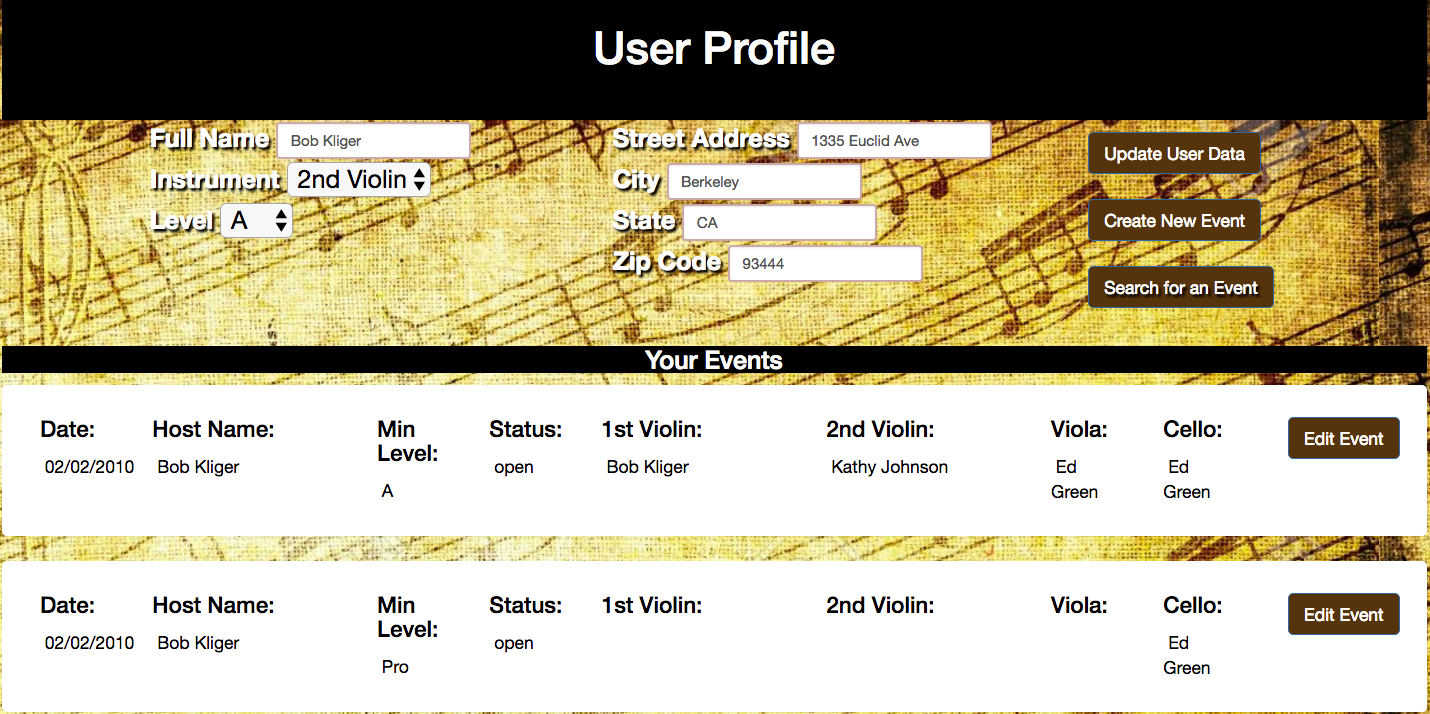 User Profile
Full Name Bob Kliger
Instrument 2nd Violin
Level A
Street Address 1335 Euclid Ave
City Berkeley
State CA
Zip Code 93444
Update User Data
Create New Event
Search for an Event
Your Events
Date: Host Name: Min Level: Status: 1st Violin: 2nd Violin: Viola: Cello: Edit Event
02/02/2010 Bob Kliger A open Bob Kliger Kathy Johnson Ed Green Ed Green
Date: Host Name: Min Level: Status: 1st Violin: 2nd Violin: Viola: Cello: Edit Event
02/02/2010 Bob Kliger Pro open Ed Green